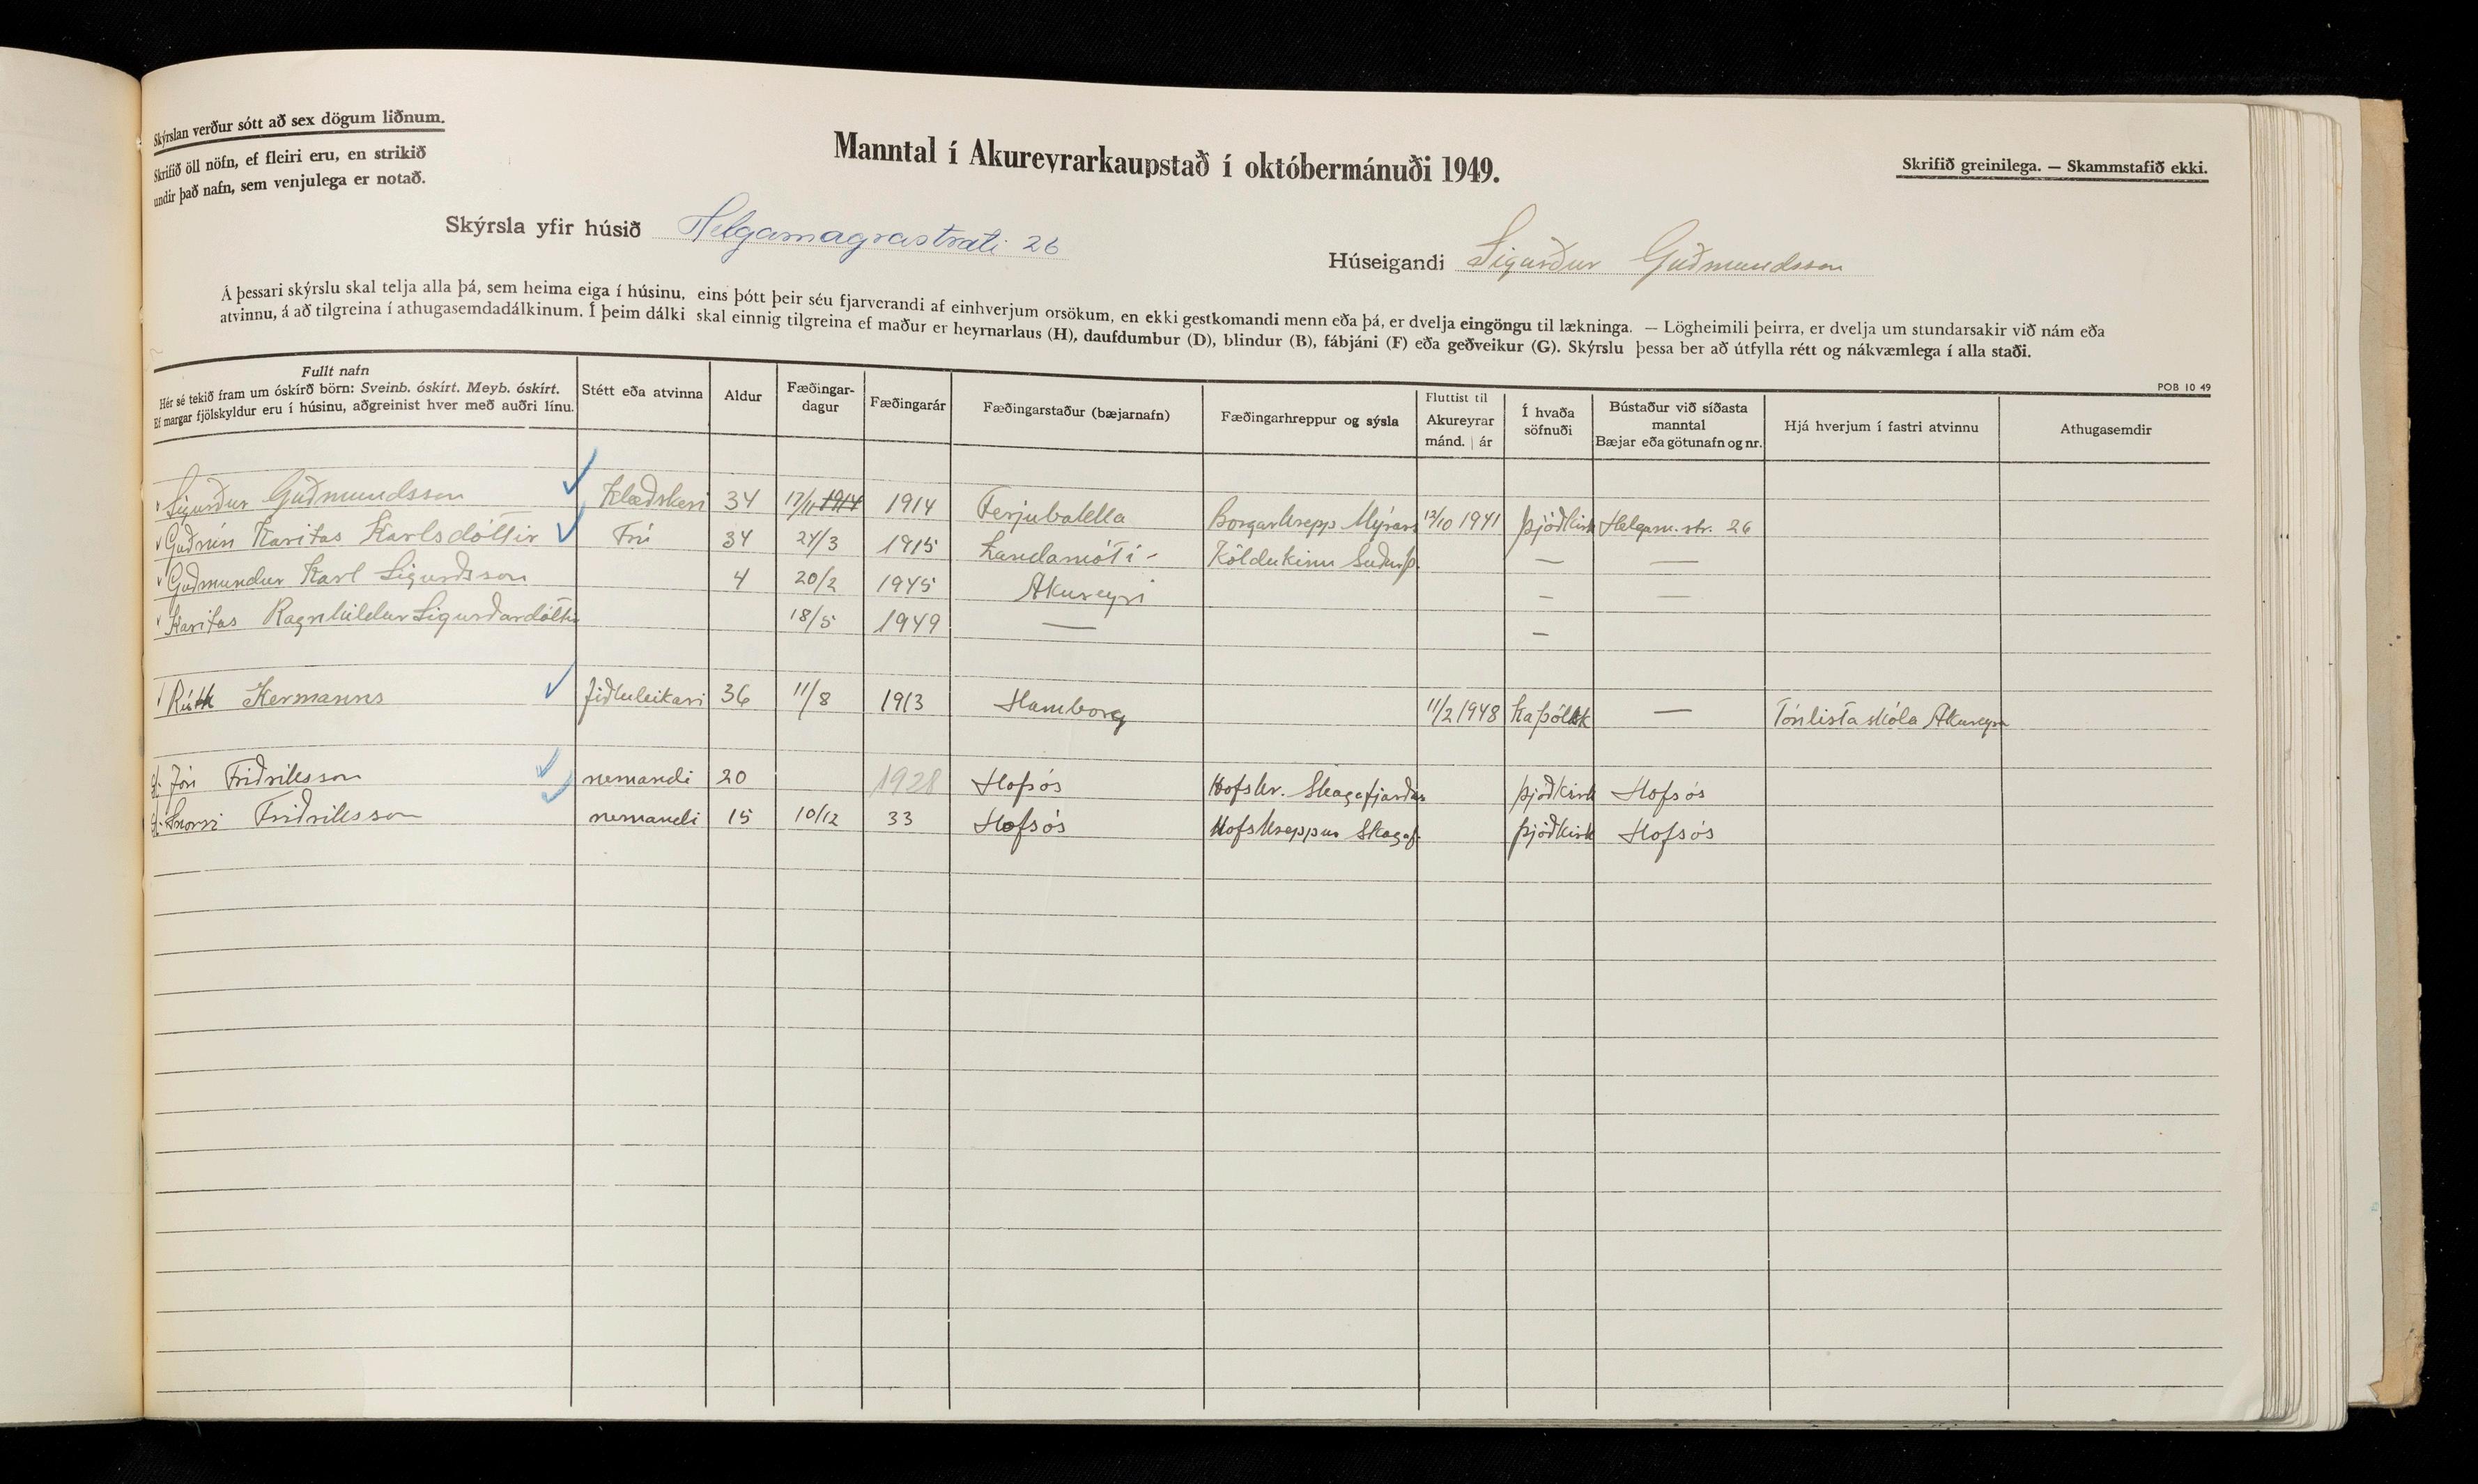 Skýrslan verður sótt að sex dögum liðnum.
Skrifið öll nöfn, ef fleiri eru, en strikið
undir það nafn, sem venjulega er notað.
Manntal í Akureyrarkaupstað í októbermánuði 1949.
Skrifið greinilega. — Skammstafið ekki.
Skýrsla yfir húsið Helgamagrastræti 26
Húseigandi Sigurður Guðmundsson
Á þessari skýrslu skal telja alla þá, sem heima eiga í húsinu, eins þótt þeir séu fjarverandi af einhverjum orsökum, en ekki gestkomandi menn eða þá, er dvelja eingöngu til lækninga. — Lögheimili þeirra, er dvelja um stundarsakir við nám eða
atvinnu, á að tilgreina í athugasemdadálkinum. Í þeim dálki skal einnig tilgreina ef maður er heyrnarlaus (H), daufdumbur (D), blindur (B), fábjáni (F) eða geðveikur (G). Skýrslu þessa ber að útfylla rétt og nákvæmlega í alla staði.
POB 10 49
Fullt nafn
Hér sé tekið fram um óskírð börn: Sveinb. óskírt. Meyb. óskírt.
Ef margar fjölskyldur eru í húsinu, aðgreinist hver með auðri línu.
Stétt eða atvinna
Aldur
Fæðingar-
dagur
Fæðingarár
Fæðingarstaður (bæjarnafn)
Fæðingarhreppur og sýsla
Fluttist til
Akureyrar
mánd. | ár
Í hvaða
söfnuði
Bústaður við síðasta
manntal
Bæjar eða götunafn og nr.
Hjá hverjum í fastri atvinnu
Athugasemdir
Sigurður Guðmundsson Klæðskeri 34 17/11 1914 1914 Ferjubakka Borgarhrepp Mýrars 12/10 1941 Þjóðkirk Helgam.str. 26
Guðrún Karitas Karlsdóttir Frú 34 24/3 1915 Landamóti - Köldukinn Suðurþ. — —
Guðmundur Karl Sigurðsson 4 20/2 1945 Akureyri — —
Karitas Ragnhildur Sigurðardóttir 18/5 1949 — —
Rúth Hermanns fiðluleikari 36 11/8 1913 Hamborg 11/2 1948 Kaþólsk — Tónlistaskóla Akureyra
Jón Friðriksson nemandi 20 1928 Hofsós Hofshr. Skagafjarðar þjóðkirk Hofsós
Snorri Friðriksson nemandi 15 10/12 33 Hofsós Hofshreppur Skagaf. þjóðkirk Hofsós